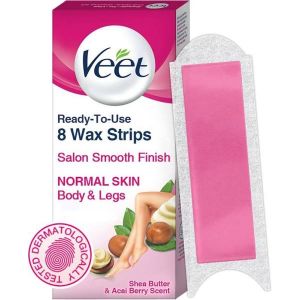 Veet
Ready-To-Use
8 Wax Strips
Salon Smooth Finish
NORMAL SKIN
Body & Legs
DERMATOLOGICALLY TESTED
Shea Butter
& Acai Berry Scent